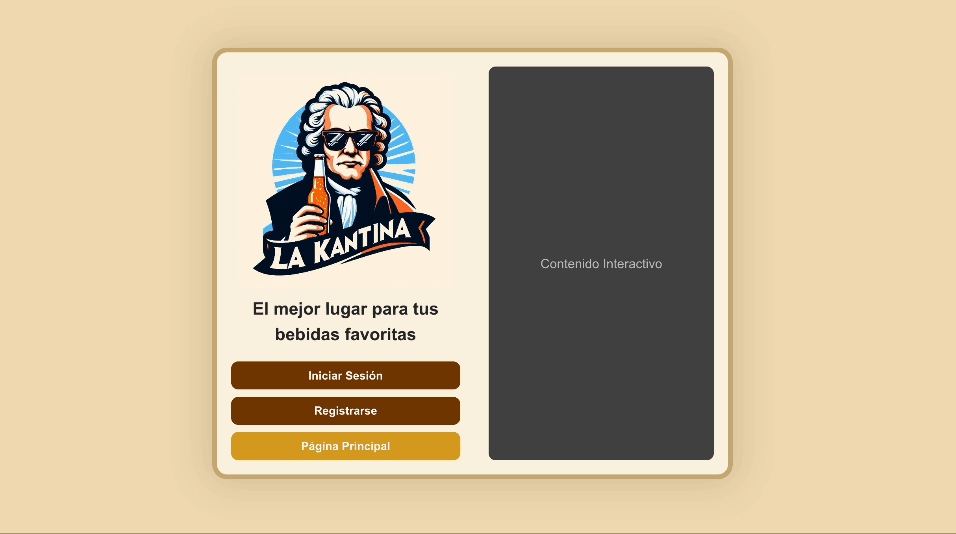 LA KANTINA
El mejor lugar para tus
bebidas favoritas
Iniciar Sesión
Registrarse
Página Principal
Contenido Interactivo